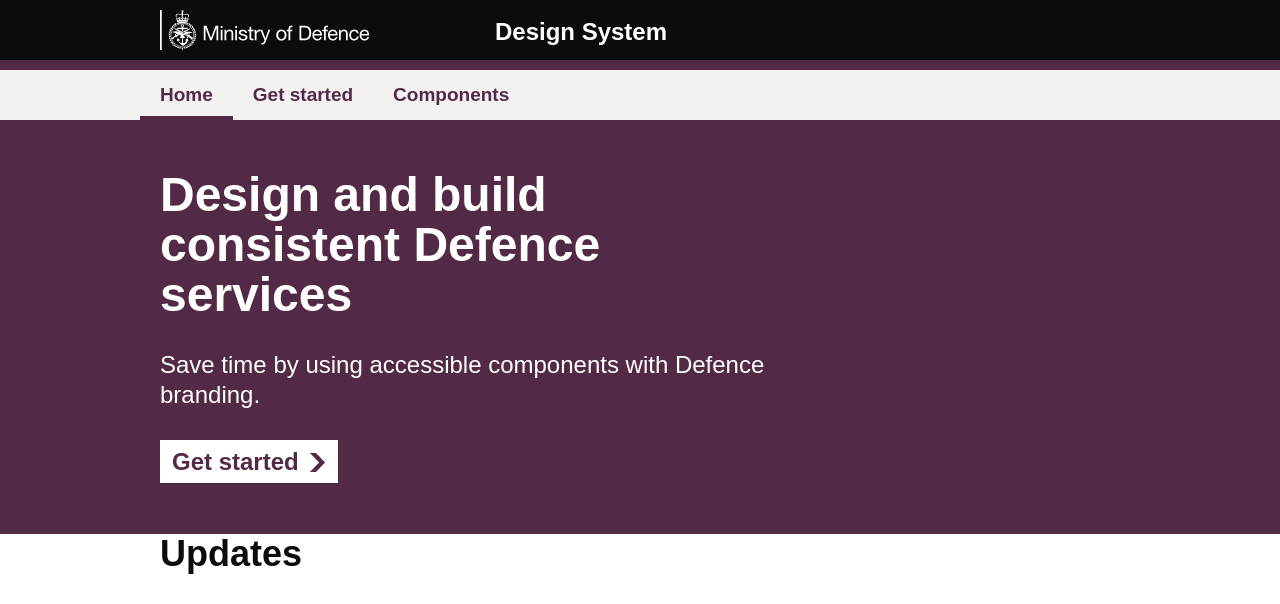 Ministry of Defence
Design System
Home
Get started
Components
Design and build
consistent Defence
services
Save time by using accessible components with Defence
branding.
Get started
Updates